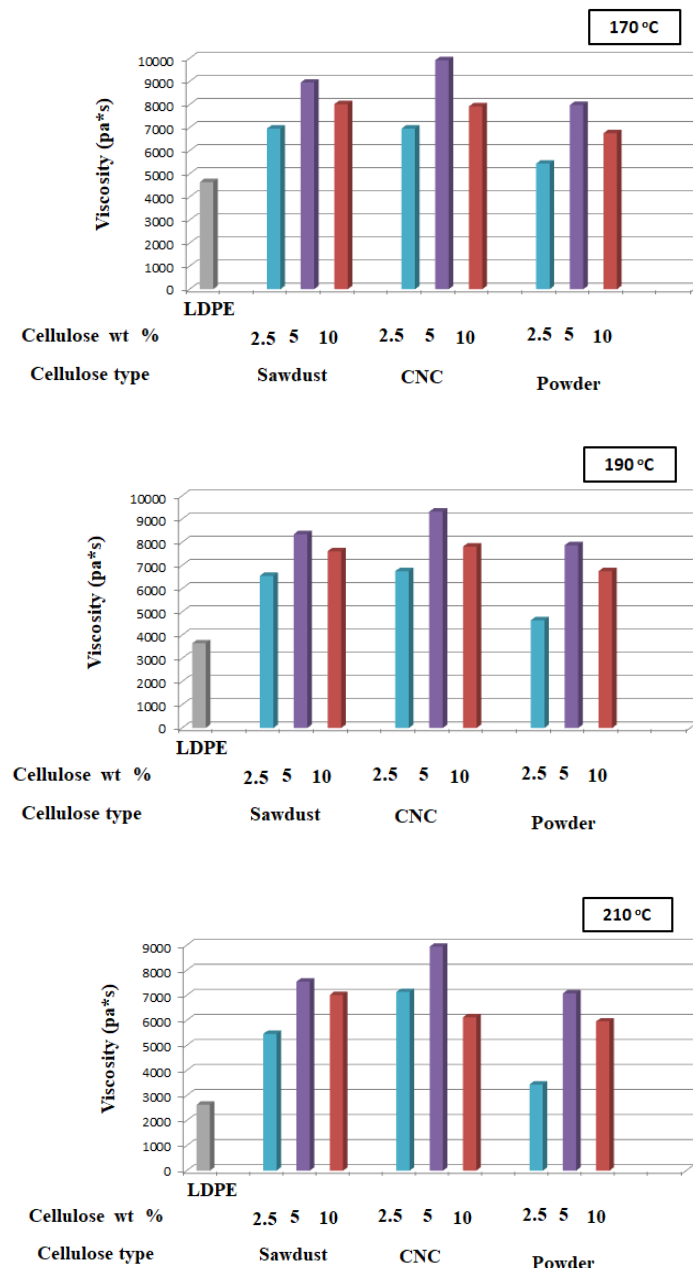 170 °C
10000
9000
8000
7000
6000
5000
4000
3000
2000
1000
0
Viscosity (pa*s)
LDPE
Cellulose wt %
2.5 5 10 2.5 5 10 2.5 5 10
Cellulose type
Sawdust CNC Powder
190 °C
10000
9000
8000
7000
6000
5000
4000
3000
2000
1000
0
Viscosity (pa*s)
LDPE
Cellulose wt %
2.5 5 10 2.5 5 10 2.5 5 10
Cellulose type
Sawdust CNC Powder
210 °C
9000
8000
7000
6000
5000
4000
3000
2000
1000
0
Viscosity (pa*s)
LDPE
Cellulose wt %
2.5 5 10 2.5 5 10 2.5 5 10
Cellulose type
Sawdust CNC Powder